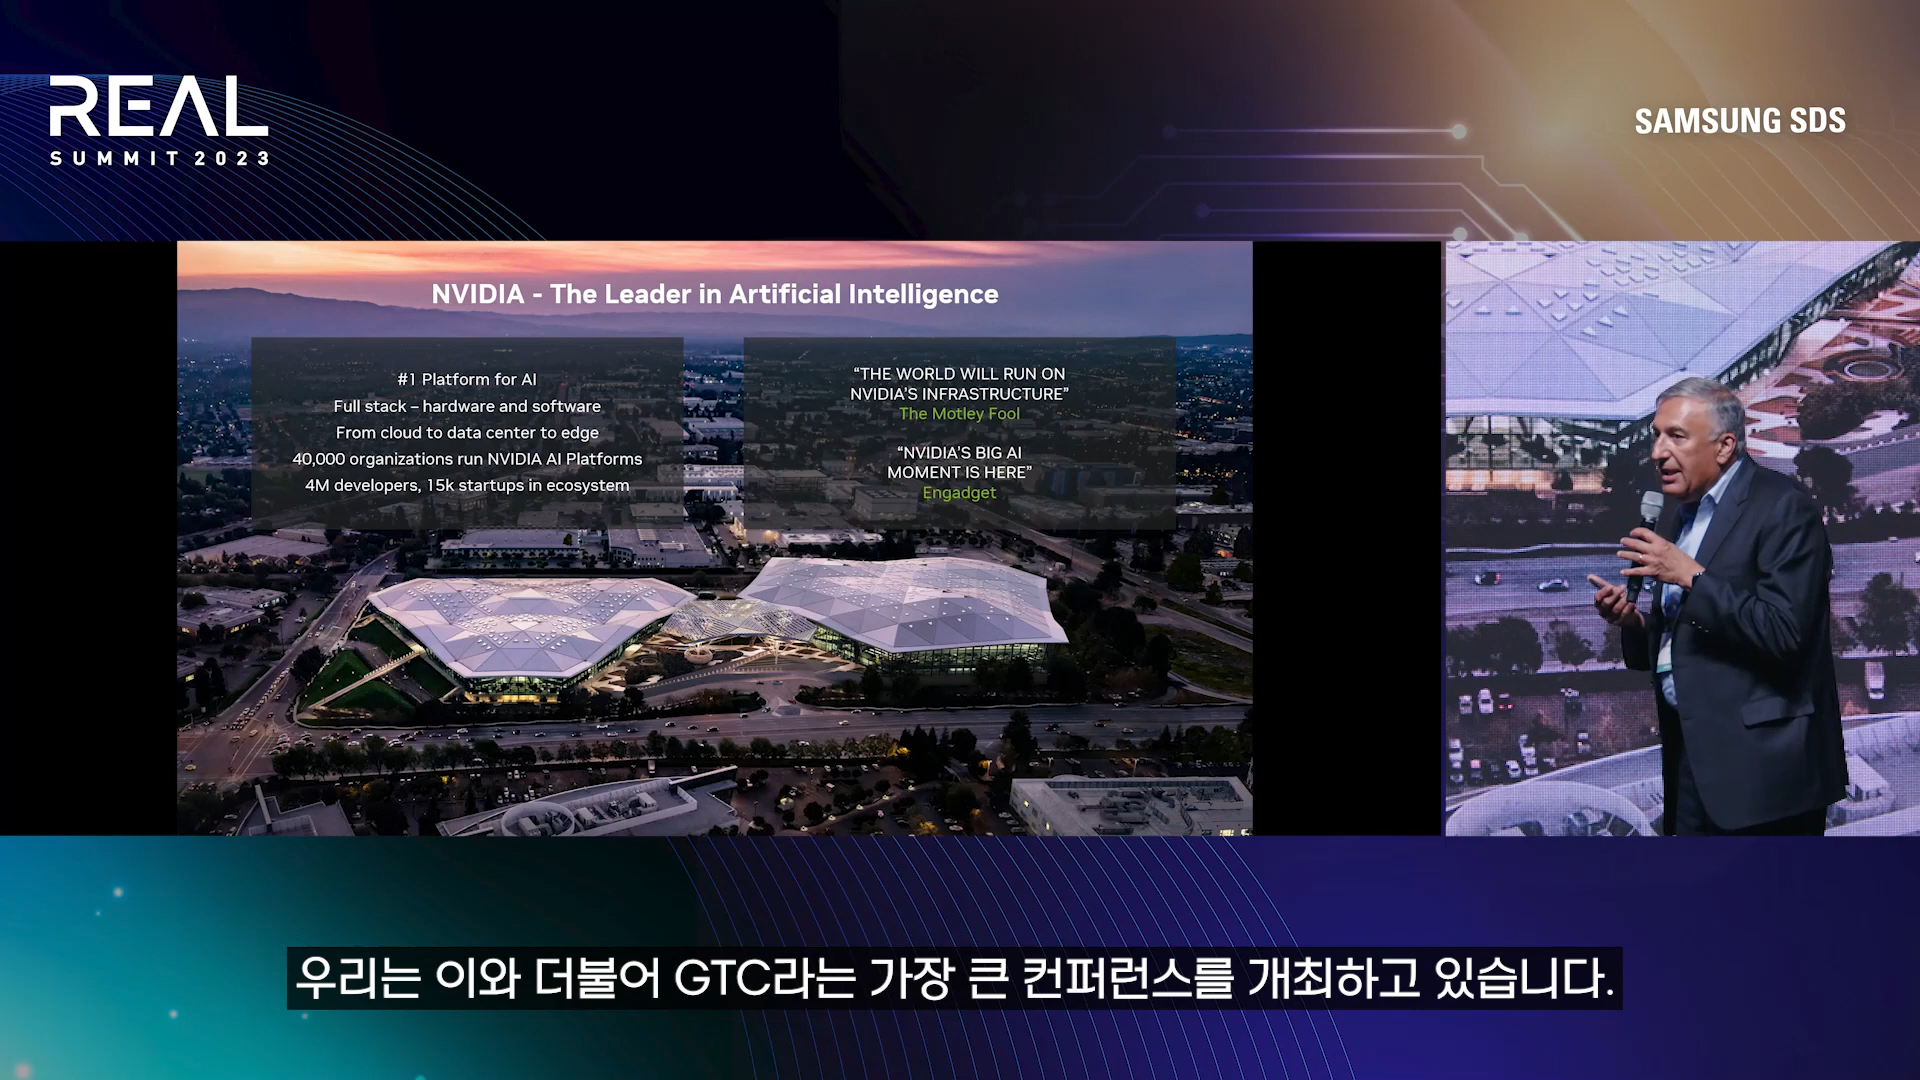 REAL
SUMMIT 2023
SAMSUNG SDS
NVIDIA - The Leader in Artificial Intelligence
#1 Platform for AI
Full stack – hardware and software
From cloud to data center to edge
40,000 organizations run NVIDIA AI Platforms
4M developers, 15k startups in ecosystem
“THE WORLD WILL RUN ON
NVIDIA’S INFRASTRUCTURE”
The Motley Fool
“NVIDIA’S BIG AI
MOMENT IS HERE”
Engadget
우리는 이와 더불어 GTC라는 가장 큰 컨퍼런스를 개최하고 있습니다.